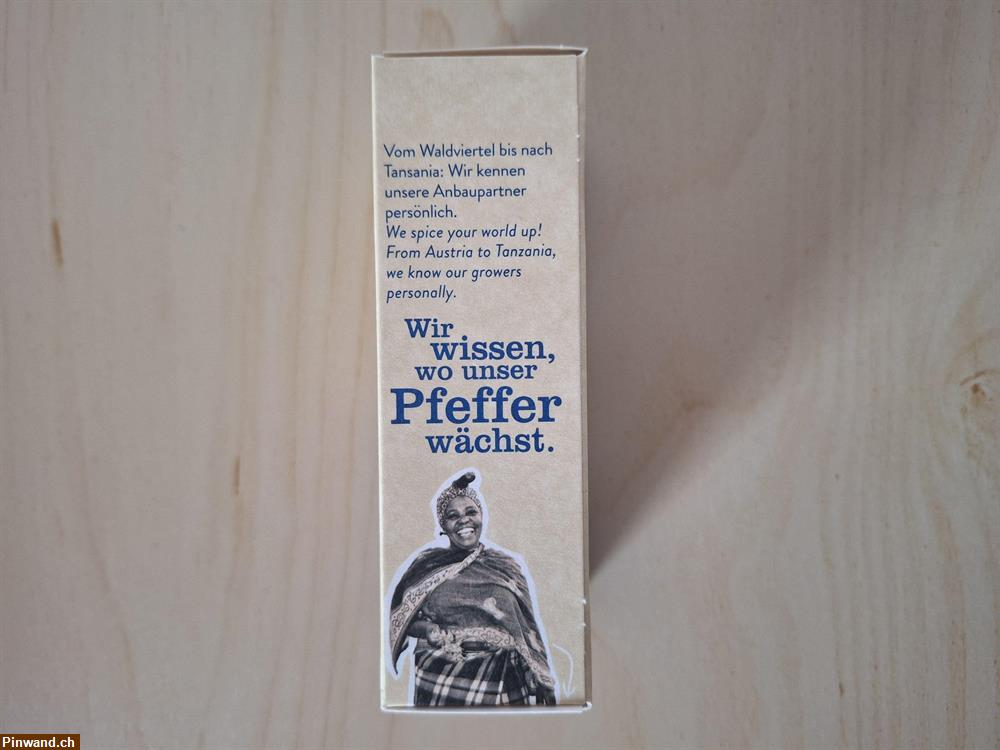 Vom Waldviertel bis nach
Tansania: Wir kennen
unsere Anbaupartner
persönlich.
We spice your world up!
From Austria to Tanzania,
we know our growers
personally.
Wir
wissen,
wo unser
Pfeffer
wächst.
Pinwand.ch